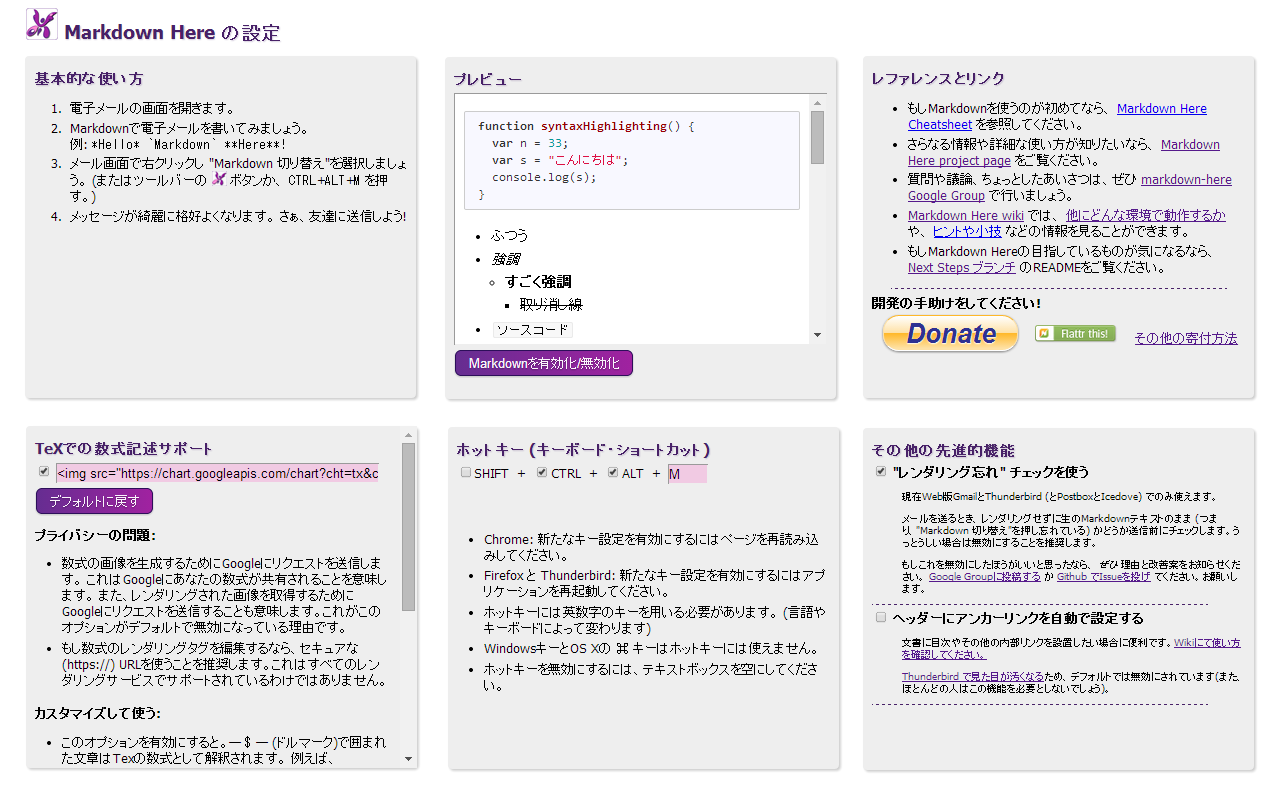 Markdown Here の設定
基本的な使い方
1. 電子メールの画面を開きます。
2. Markdownで電子メールを書いてみましょう。
例: *Hello* `Markdown` **Here**!
3. メール画面で右クリックし "Markdown 切り替え"を選択しましょ
う。(またはツールバーの ボタンか、CTRL+ALT+M を押
す。)
4. メッセージが綺麗に格好よくなります。さぁ、友達に送信しよう!
プレビュー
function syntaxHighlighting() {
var n = 33;
var s = "こんにちは";
console.log(s);
}
ふつう
強調
すごく強調
取り消し線
ソースコード
Markdownを有効化/無効化
レファレンスとリンク
もしMarkdownを使うのが初めてなら、 Markdown Here
Cheatsheet を参照してください。
さらなる情報や詳細な使い方が知りたいなら、 Markdown
Here project page をご覧ください。
質問や議論、ちょっとしたあいさつは、ぜひ markdown-here
Google Group で行いましょう。
Markdown Here wiki では、 他にどんな環境で動作するか
や、ヒントや小技 などの情報を見ることができます。
もしMarkdown Hereの目指しているものが気になるなら、
Next Steps ブランチ のREADMEをご覧ください。
開発の手助けをしてください!
Donate
Flattr this!
その他の寄付方法
TeXでの数式記述サポート
<img src="https://chart.googleapis.com/chart?cht=tx&c
デフォルトに戻す
プライバシーの問題:
数式の画像を生成するためにGoogleにリクエストを送信しま
す。これはGoogleにあなたの数式が共有されることを意味し
ます。また、レンダリングされた画像を取得するために
Googleにリクエストを送信することも意味します。これがこの
オプションがデフォルトで無効になっている理由です。
もし数式のレンダリングタグを編集するなら、セキュアな
(https://) URLを使うことを推奨します。これはすべてのレン
ダリングサービスでサポートされているわけではありません。
カスタマイズして使う:
このオプションを有効にすると。— $ — (ドルマーク)で囲まれ
た文章はTexの数式として解釈されます。例えば、
ホットキー (キーボード・ショートカット)
SHIFT + CTRL + ALT + M
Chrome: 新たなキー設定を有効にするにはページを再読み込
みしてください。
Firefoxと Thunderbird: 新たなキー設定を有効にするにはアプ
リケーションを再起動してください。
ホットキーには英数字のキーを用いる必要があります。(言語や
キーボードによって変わります)
WindowsキーとOS Xの ⌘ キーはホットキーには使えません。
ホットキーを無効にするには、テキストボックスを空にしてくださ
い。
その他の先進的機能
"レンダリング忘れ" チェックを使う
現在Web版GmailとThunderbird (とPostboxとIcedove) でのみ使えます。
メールを送るとき、レンダリングせずに生のMarkdownテキストのまま (つま
り、"Markdown 切り替え"を押し忘れている) かどうか送信前にチェックします。う
っとうしい場合は無効にすることを推奨します。
もしこれを無効にしたほうがいいと思ったなら、ぜひ理由と改善案をお知らせくだ
さい。 Google Groupに投稿する か Github でIssueを投げ てください。お願いし
ます。
ヘッダーにアンカーリンクを自動で設定する
文書に目次やその他の内部リンクを設置したい場合に便利です。Wikiにて使い方
を確認してください。
Thunderbird で見た目が汚くなるため、デフォルトでは無効にされています(また、
ほとんどの人はこの機能を必要としないでしょう)。